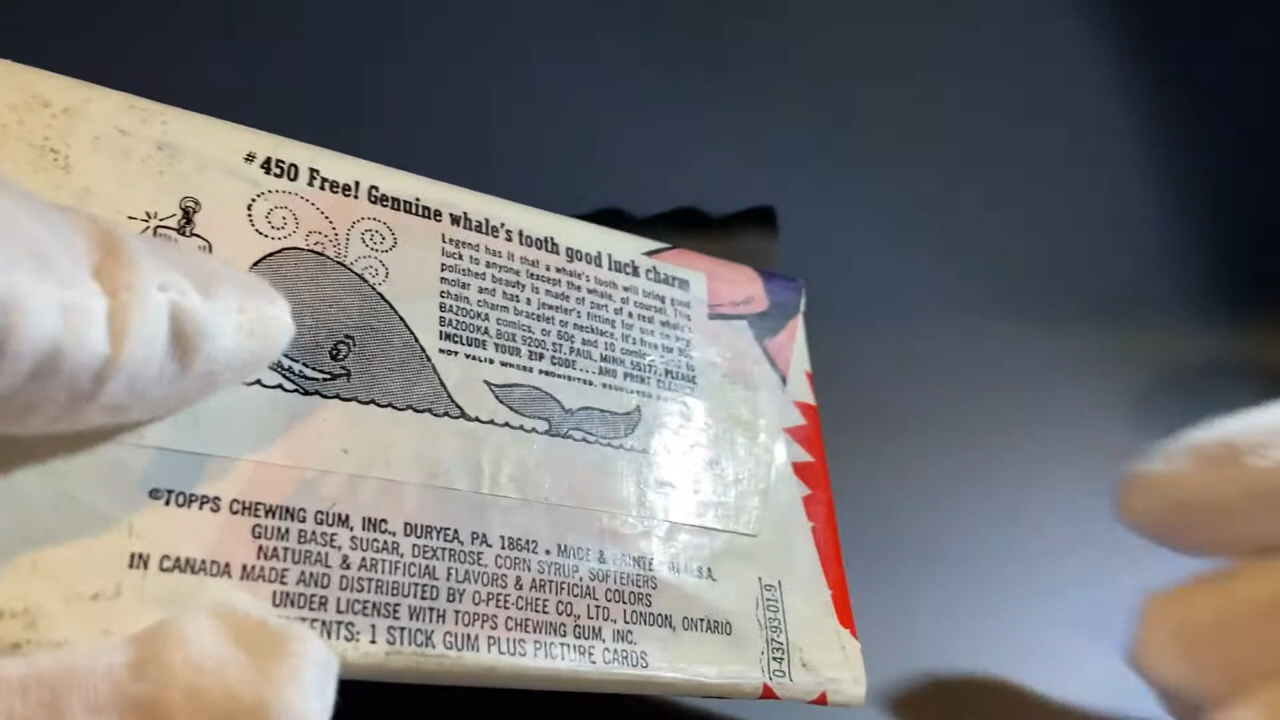 #450 Free! Genuine whale's tooth good luck charm
Legend has it that a whale's tooth will bring good
luck to anyone (except the whale, of course). This
polished beauty is made of part of a real whale's
molar and has a jeweler's fitting for use on key
chain, charm bracelet or necklace. It's free for
BAZOOKA comics, or 60¢ and 10 comics to
BAZOOKA, BOX 9200, ST. PAUL, MINN. 55177. PLEASE
INCLUDE YOUR ZIP CODE... AND PRINT CLEARLY
NOT VALID WHERE PROHIBITED,
©TOPPS CHEWING GUM, INC., DURYEA, PA. 18642 • MADE & PRINTED IN U.S.A.
GUM BASE, SUGAR, DEXTROSE, CORN SYRUP, SOFTENERS
NATURAL & ARTIFICIAL FLAVORS & ARTIFICIAL COLORS
IN CANADA MADE AND DISTRIBUTED BY O-PEE-CHEE CO., LTD., LONDON, ONTARIO
UNDER LICENSE WITH TOPPS CHEWING GUM, INC.
NTENTS: 1 STICK GUM PLUS PICTURE CARDS
0-437-93-01-9